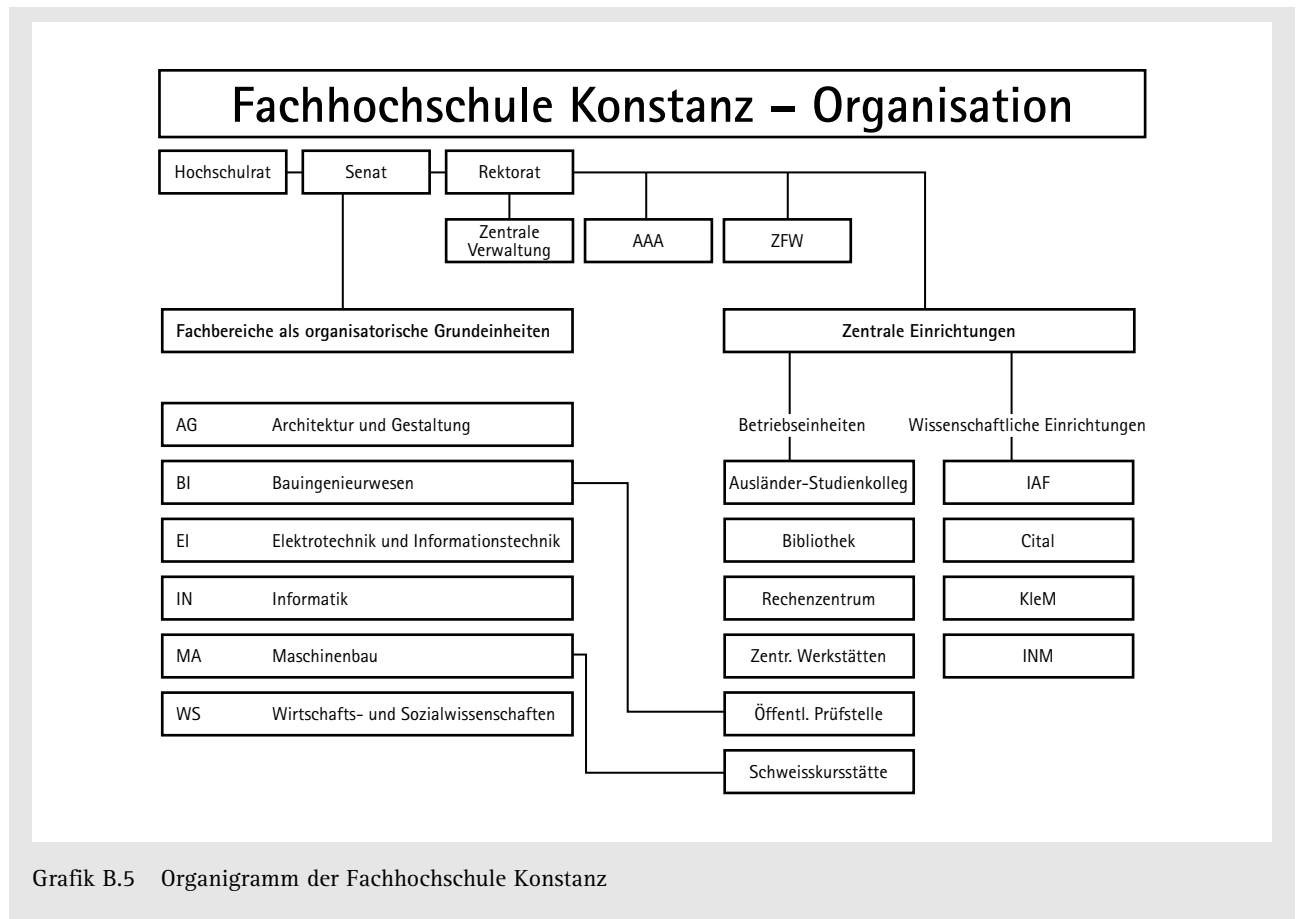 Fachhochschule Konstanz – Organisation
Hochschulrat
Senat
Rektorat
Zentrale
Verwaltung
AAA
ZFW
Fachbereiche als organisatorische Grundeinheiten
Zentrale Einrichtungen
AG Architektur und Gestaltung
BI Bauingenieurwesen
EI Elektrotechnik und Informationstechnik
IN Informatik
MA Maschinenbau
WS Wirtschafts- und Sozialwissenschaften
Betriebseinheiten
Ausländer-Studienkolleg
Bibliothek
Rechenzentrum
Zentr. Werkstätten
Öffentl. Prüfstelle
Schweisskursstätte
Wissenschaftliche Einrichtungen
IAF
Cital
KleM
INM
Grafik B.5 Organigramm der Fachhochschule Konstanz